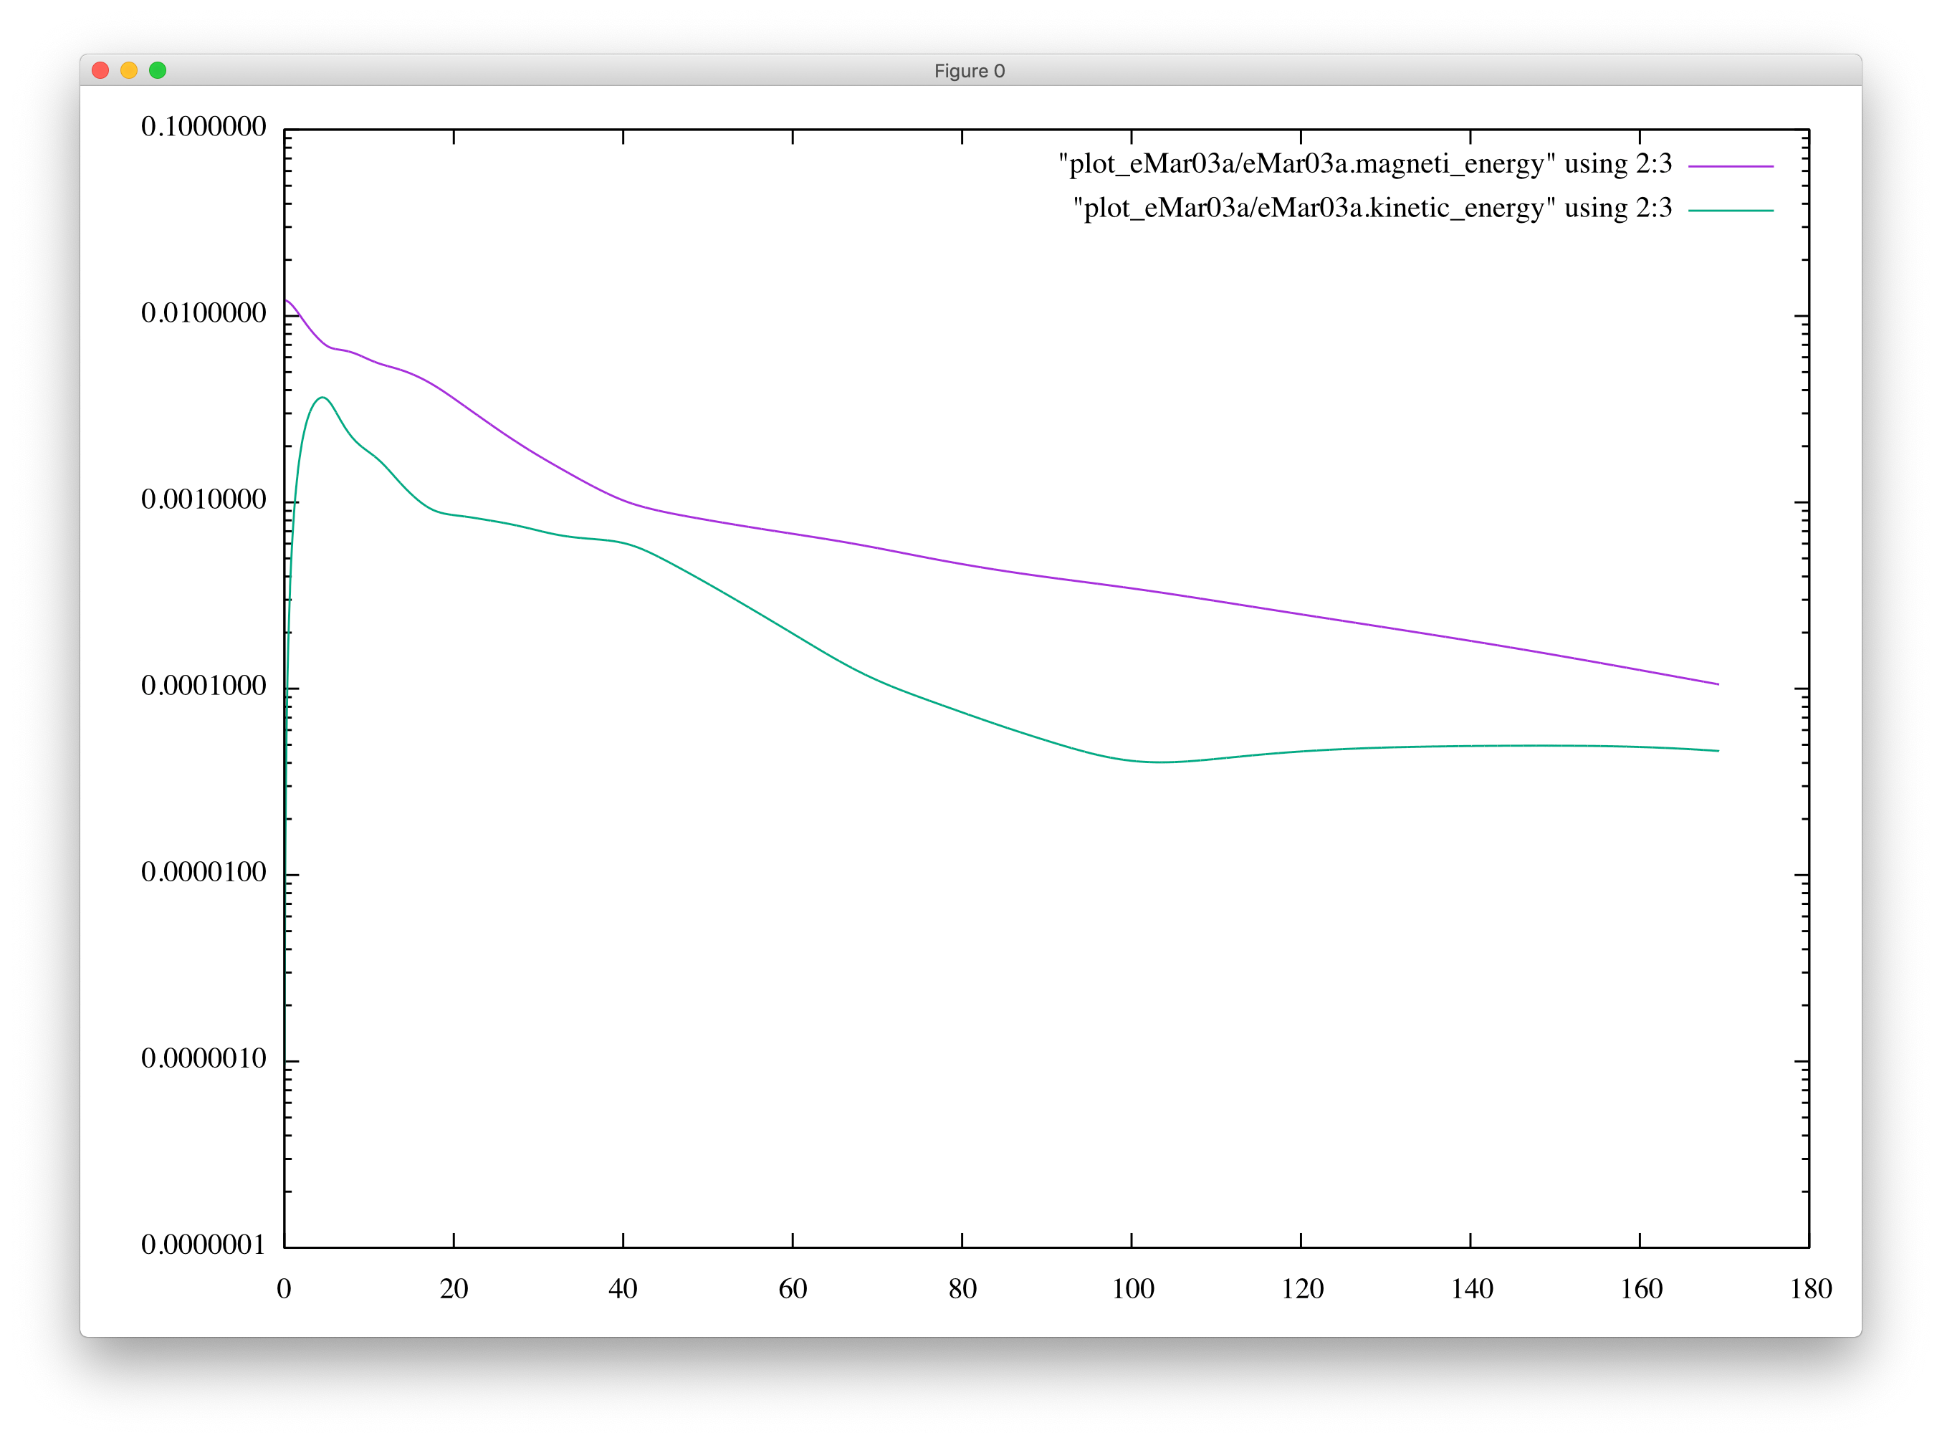 Figure 0
0.1000000
"plot_eMar03a/eMar03a.magneti_energy" using 2:3
"plot_eMar03a/eMar03a.kinetic_energy" using 2:3
0.0100000
0.0010000
0.0001000
0.0000100
0.0000010
0.0000001
0 20 40 60 80 100 120 140 160 180